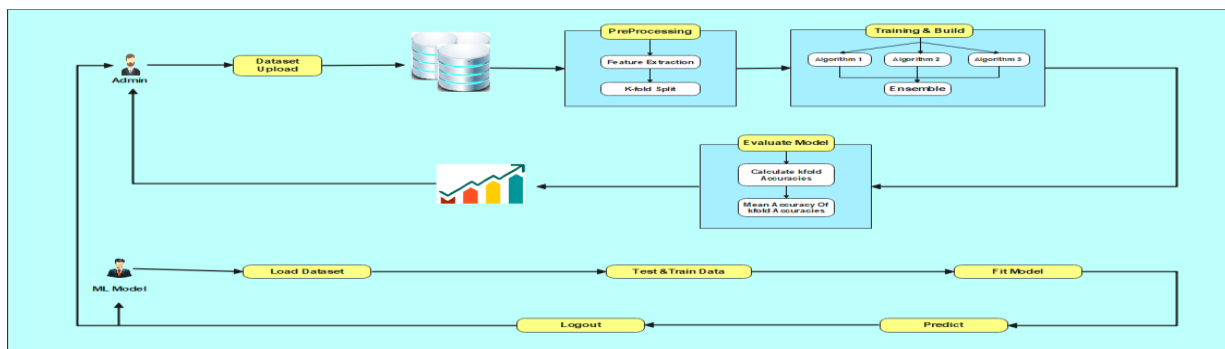 PreProcessing
Training & Build
Dataset
Upload
Feature Extraction
Algorithm 1
Algorithm 2
Algorithm 3
Admin
K-fold Split
Ensemble
Evaluate Model
Calculate kfold
Accuracies
Mean Accuracy Of
kfold Accuracies
ML Model
Load Dataset
Test &Train Data
Fit Model
Logout
Predict